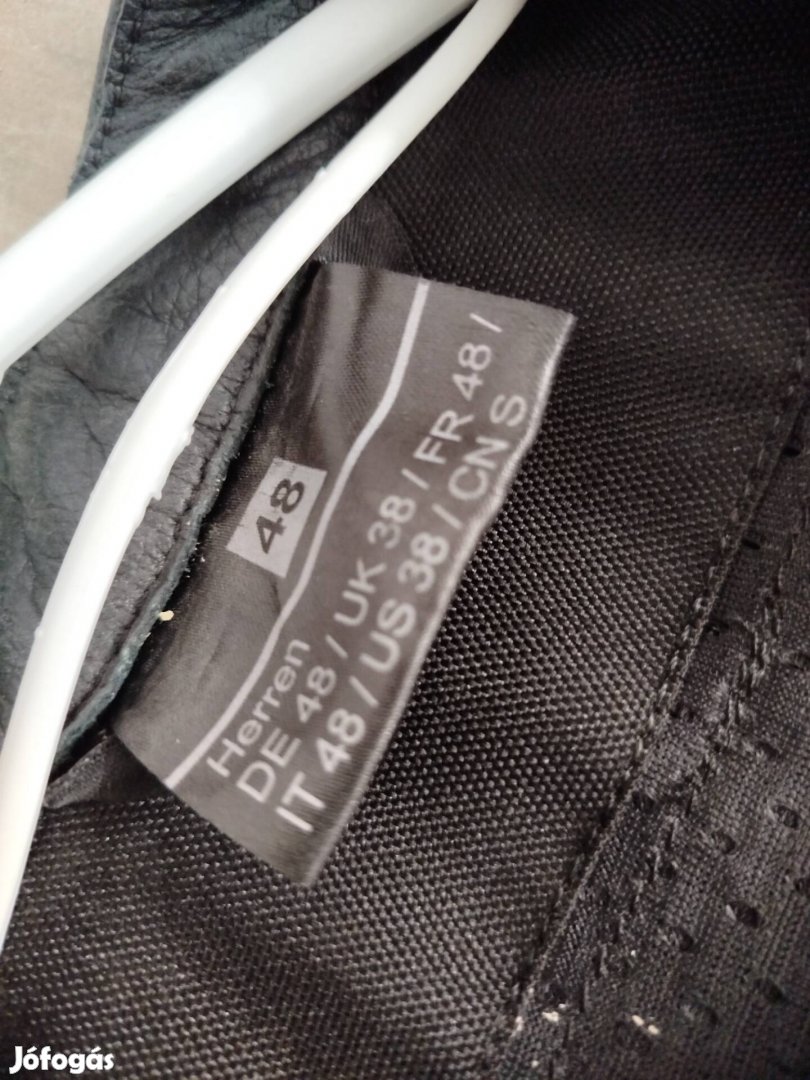 48
Herren
DE 48 / UK 38 / FR 48 /
IT 48 / US 38 / CN S
Jófogás